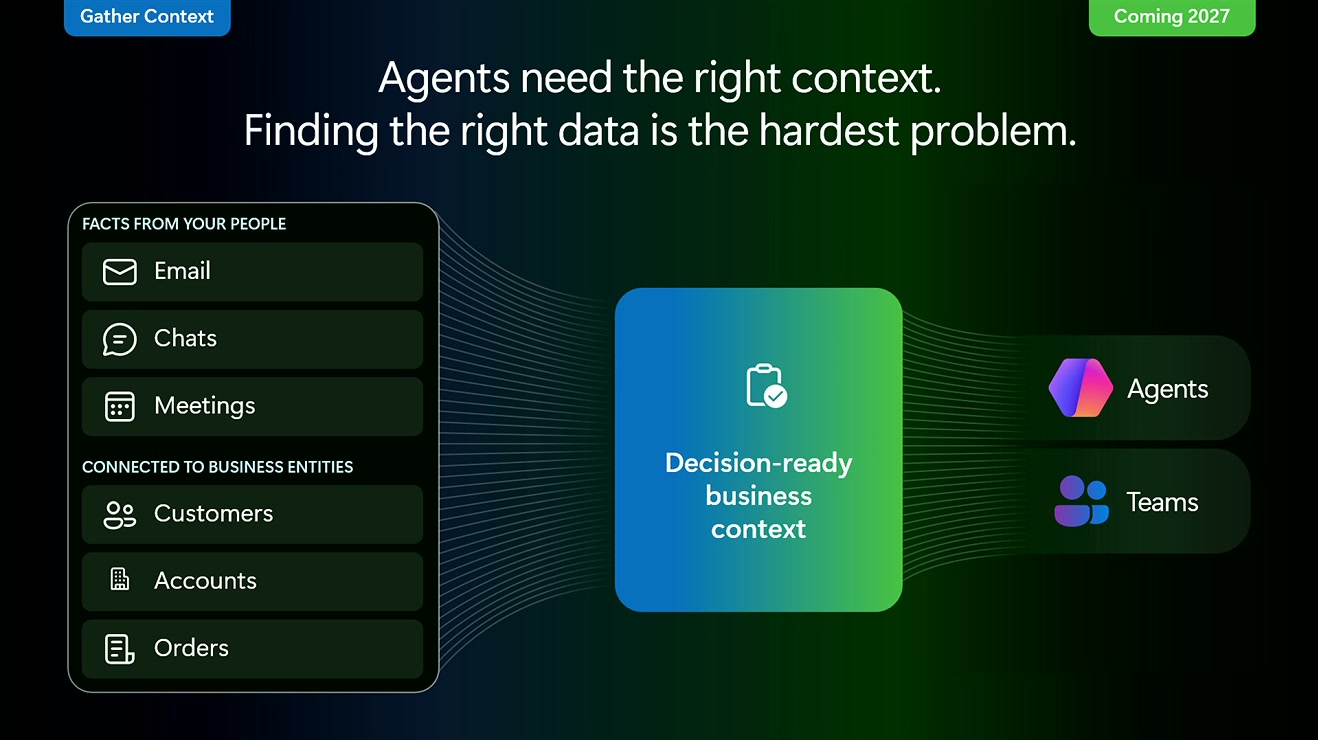 Gather Context
Coming 2027
Agents need the right context.
Finding the right data is the hardest problem.
FACTS FROM YOUR PEOPLE
Email
Chats
Meetings
CONNECTED TO BUSINESS ENTITIES
Customers
Accounts
Orders
Decision-ready
business
context
Agents
Teams